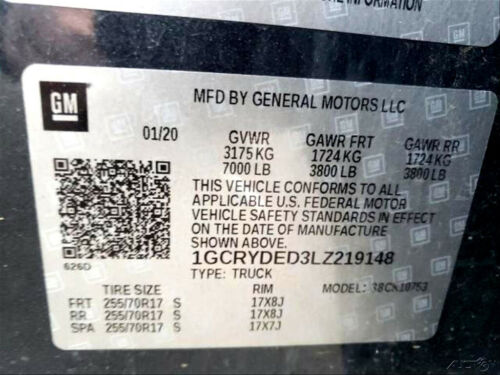 INFORMATION
GM
MFD BY GENERAL MOTORS LLC
01/20 GVWR GAWR FRT GAWR RR
3175 KG 1724 KG 1724 KG
7000 LB 3800 LB 3800 LB
THIS VEHICLE CONFORMS TO ALL
APPLICABLE U.S. FEDERAL MOTOR
VEHICLE SAFETY STANDARDS IN EFFECT
ON THE DATE OF MANUFACTURE
SHOWN ABOVE.
1GCRYDED3LZ219148
626D
TYPE: TRUCK
TIRE SIZE RIM MODEL:
FRT 255/70R17 S 17X8J
RR 255/70R17 S 17X8J
SPA 255/70R17 S 17X7J